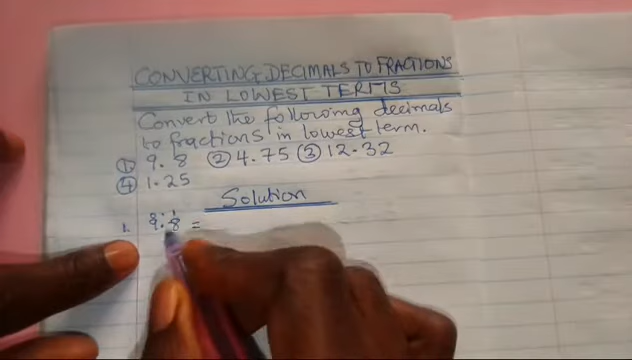 CONVERTING DECIMALS TO FRACTIONS
IN LOWEST TERMS
Convert the following decimals
to fractions in lowest term.
① 9.8 ② 4.75 ③ 12.32
④ 1.25
Solution
1. 9.8 =